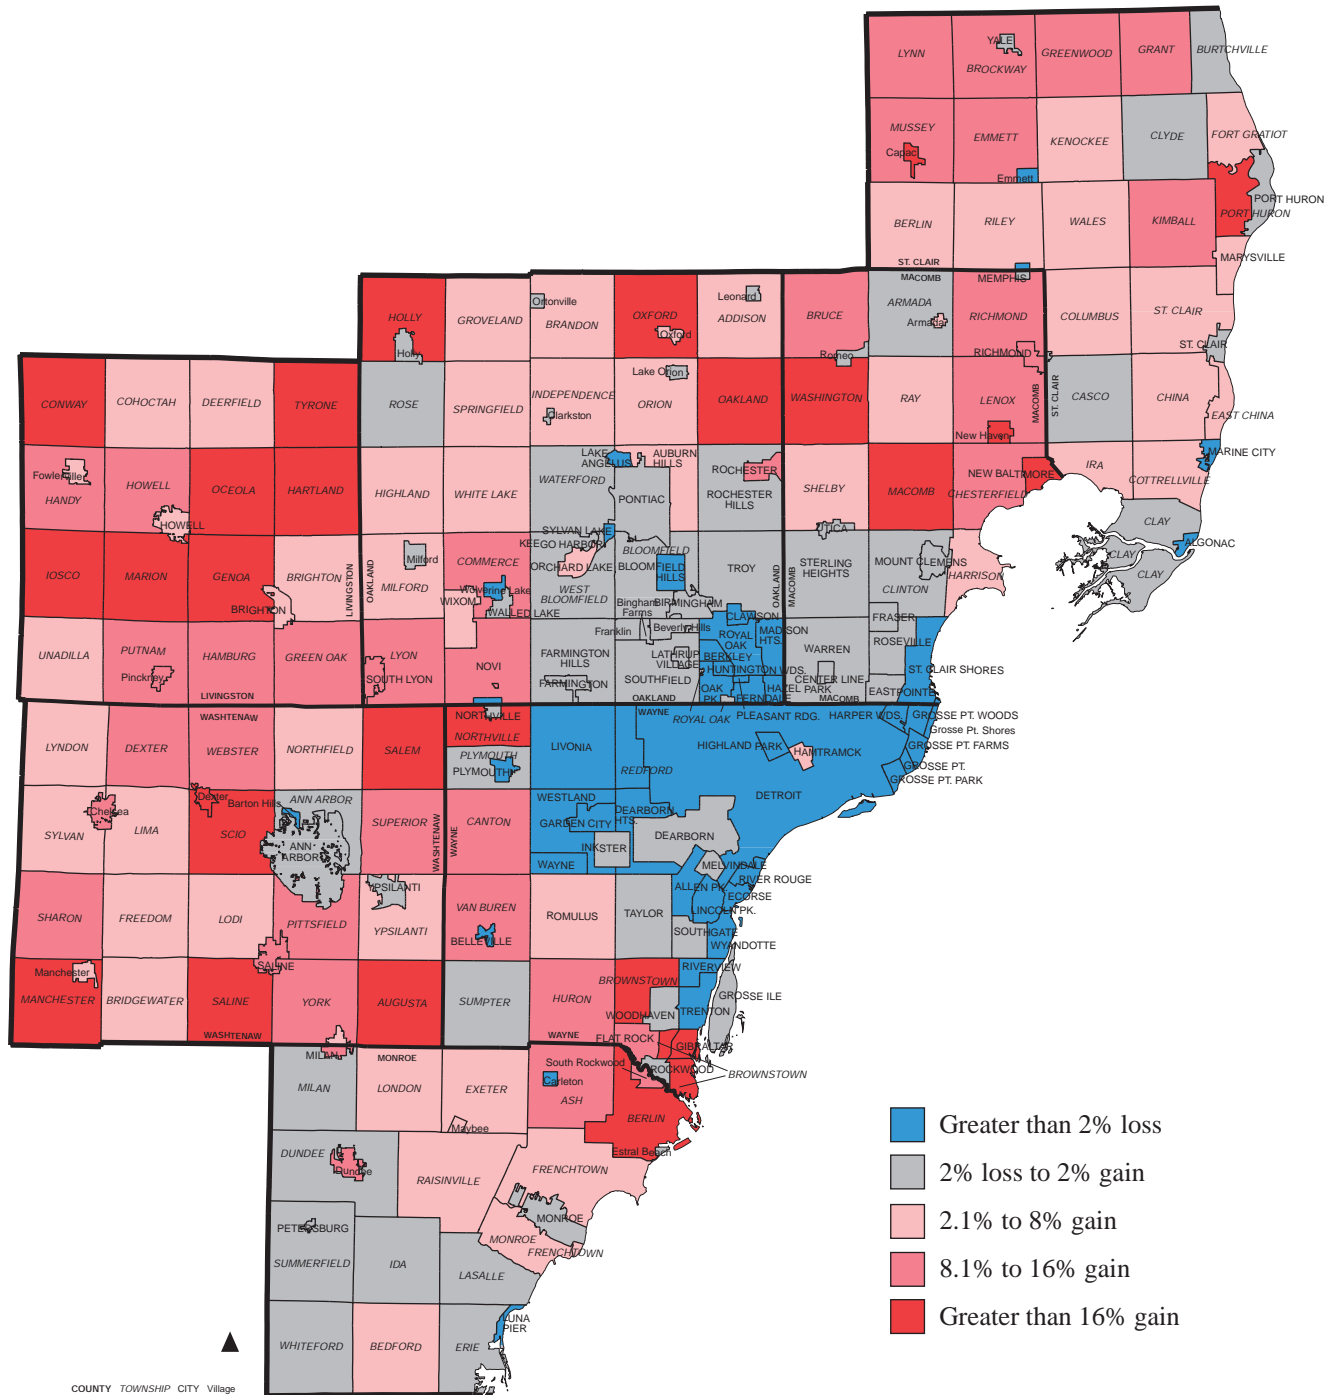 LYNN
YALE
BROCKWAY
GREENWOOD
GRANT
BURTCHVILLE
MUSSEY
Capac
EMMETT
Emmett
KENOCKEE
CLYDE
FORT GRATIOT
PORT HURON
PORT HURON
BERLIN
RILEY
WALES
KIMBALL
MARYSVILLE
ST. CLAIR
MACOMB
MEMPHIS
HOLLY
Holly
GROVELAND
Ortonville
BRANDON
OXFORD
Oxford
Leonard
ADDISON
BRUCE
Romeo
ARMADA
Armada
RICHMOND
RICHMOND
COLUMBUS
ST. CLAIR
ST. CLAIR
CONWAY
COHOCTAH
DEERFIELD
TYRONE
ROSE
SPRINGFIELD
INDEPENDENCE
Clarkston
Lake Orion
ORION
OAKLAND
WASHINGTON
RAY
LENOX
New Haven
MACOMB
ST. CLAIR
CASCO
CHINA
EAST CHINA
Fowlerville
HANDY
HOWELL
HOWELL
OCEOLA
HARTLAND
HIGHLAND
WHITE LAKE
WATERFORD
LAKE
ANGELUS
AUBURN
HILLS
PONTIAC
ROCHESTER
ROCHESTER
HILLS
SHELBY
MACOMB
NEW BALTIMORE
CHESTERFIELD
IRA
COTTRELLVILLE
MARINE CITY
IOSCO
MARION
GENOA
BRIGHTON
BRIGHTON
LIVINGSTON
OAKLAND
Milford
MILFORD
COMMERCE
Wolverine Lake
WIXOM
WALLED LAKE
SYLVAN LAKE
KEEGO HARBOR
ORCHARD LAKE
WEST
BLOOMFIELD
BLOOMFIELD
BLOOMFIELD
HILLS
Bingham
Farms
BIRMINGHAM
TROY
OAKLAND
MACOMB
UTICA
STERLING
HEIGHTS
MOUNT CLEMENS
CLINTON
HARRISON
CLAY
CLAY
CLAY
ALGONAC
UNADILLA
PUTNAM
Pinckney
HAMBURG
GREEN OAK
LIVINGSTON
LYON
SOUTH LYON
NOVI
Franklin
Beverly Hills
FARMINGTON
HILLS
FARMINGTON
LATHRUP
VILLAGE
SOUTHFIELD
OAKLAND
CLAWSON
ROYAL
OAK
MADISON
HTS.
BERKLEY
HUNTINGTON WDS.
OAK
PK.
HAZEL PARK
FERNDALE
ROYAL OAK
PLEASANT RDG.
WARREN
CENTER LINE
MACOMB
FRASER
ROSEVILLE
EASTPOINTE
ST. CLAIR SHORES
HARPER WDS.
GROSSE PT. WOODS
Grosse Pt. Shores
GROSSE PT. FARMS
GROSSE PT.
GROSSE PT. PARK
WASHTENAW
LYNDON
DEXTER
WEBSTER
NORTHFIELD
SALEM
NORTHVILLE
NORTHVILLE
PLYMOUTH
PLYMOUTH
WAYNE
LIVONIA
REDFORD
HIGHLAND PARK
HAMTRAMCK
DETROIT
SYLVAN
Chelsea
LIMA
Dexter
SCIO
Barton Hills
ANN ARBOR
ANN
ARBOR
SUPERIOR
WASHTENAW
WAYNE
CANTON
WESTLAND
GARDEN CITY
DEARBORN
HTS.
INKSTER
WAYNE
DEARBORN
MELVINDALE
RIVER ROUGE
ALLEN PK.
ECORSE
LINCOLN PK.
SHARON
FREEDOM
LODI
PITTSFIELD
SALINE
YPSILANTI
YPSILANTI
VAN BUREN
BELLEVILLE
ROMULUS
TAYLOR
SOUTHGATE
WYANDOTTE
Manchester
MANCHESTER
BRIDGEWATER
SALINE
WASHTENAW
YORK
AUGUSTA
SUMPTER
HURON
WAYNE
BROWNSTOWN
WOODHAVEN
RIVERVIEW
TRENTON
GROSSE ILE
FLAT ROCK
GIBRALTAR
South Rockwood
ROCKWOOD
BROWNSTOWN
MILAN
MILAN
MONROE
LONDON
EXETER
Maybee
Carleton
ASH
BERLIN
Estral Beach
DUNDEE
Dundee
RAISINVILLE
FRENCHTOWN
MONROE
MONROE
FRENCHTOWN
PETERSBURG
SUMMERFIELD
IDA
LASALLE
LUNA
PIER
WHITEFORD
BEDFORD
ERIE
Greater than 2% loss
2% loss to 2% gain
2.1% to 8% gain
8.1% to 16% gain
Greater than 16% gain
COUNTY TOWNSHIP CITY Village